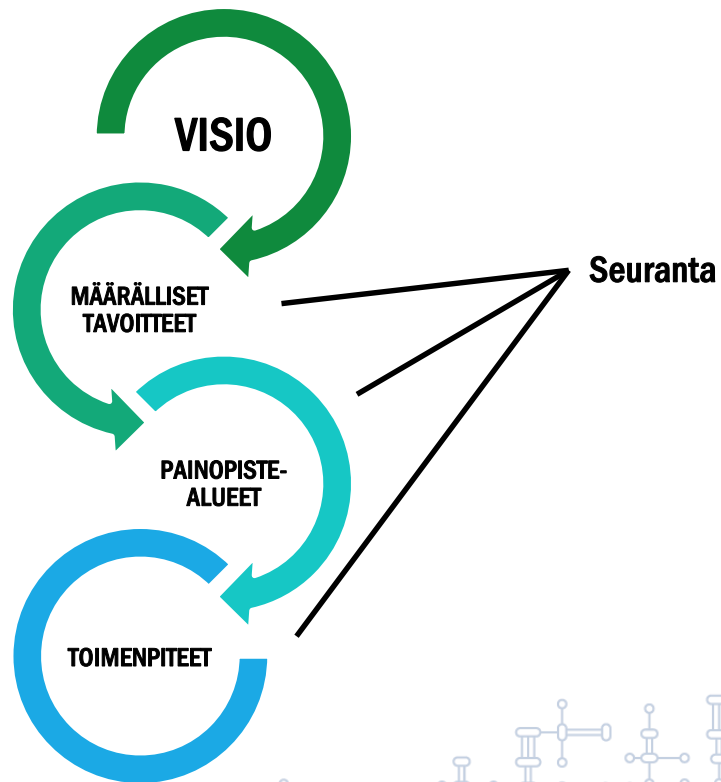 VISIO
MÄÄRÄLLISET
TAVOITTEET
Seuranta
PAINOPISTE-
ALUEET
TOIMENPITEET